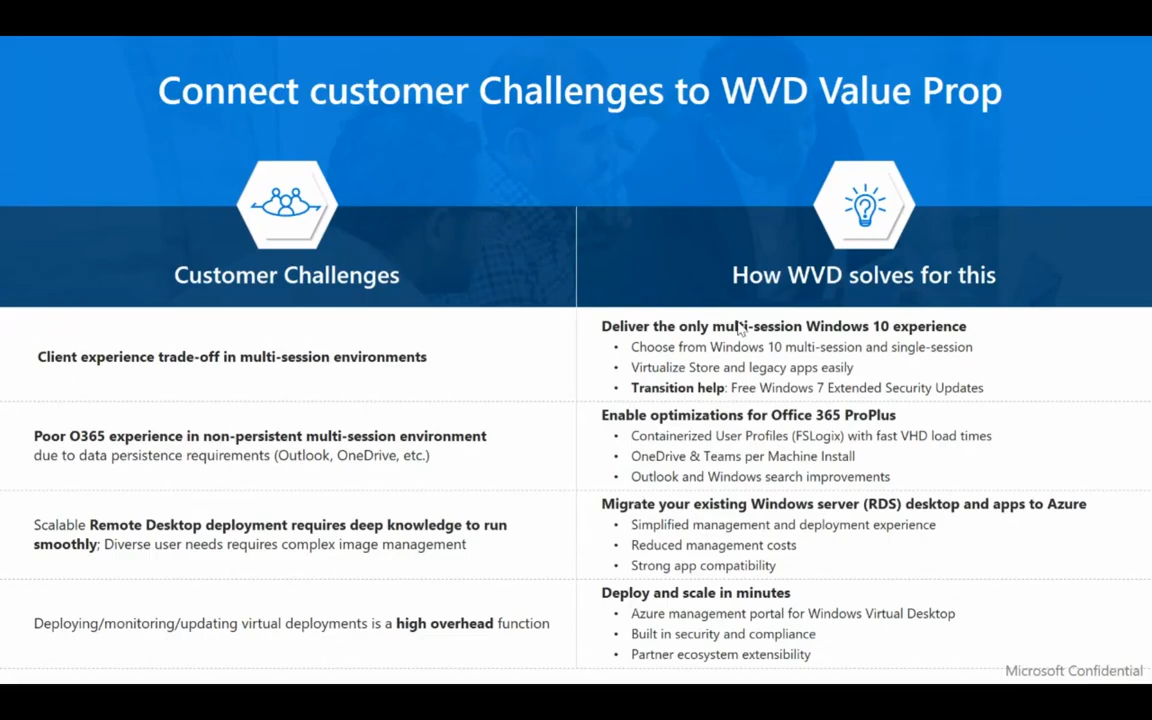 Connect customer Challenges to WVD Value Prop
Customer Challenges
How WVD solves for this
Client experience trade-off in multi-session environments
Deliver the only multi-session Windows 10 experience
• Choose from Windows 10 multi-session and single-session
• Virtualize Store and legacy apps easily
• Transition help: Free Windows 7 Extended Security Updates
Poor O365 experience in non-persistent multi-session environment
due to data persistence requirements (Outlook, OneDrive, etc.)
Enable optimizations for Office 365 ProPlus
• Containerized User Profiles (FSLogix) with fast VHD load times
• OneDrive & Teams per Machine Install
• Outlook and Windows search improvements
Scalable Remote Desktop deployment requires deep knowledge to run
smoothly; Diverse user needs requires complex image management
Migrate your existing Windows server (RDS) desktop and apps to Azure
• Simplified management and deployment experience
• Reduced management costs
• Strong app compatibility
Deploying/monitoring/updating virtual deployments is a high overhead function
Deploy and scale in minutes
• Azure management portal for Windows Virtual Desktop
• Built in security and compliance
• Partner ecosystem extensibility
Microsoft Confidential